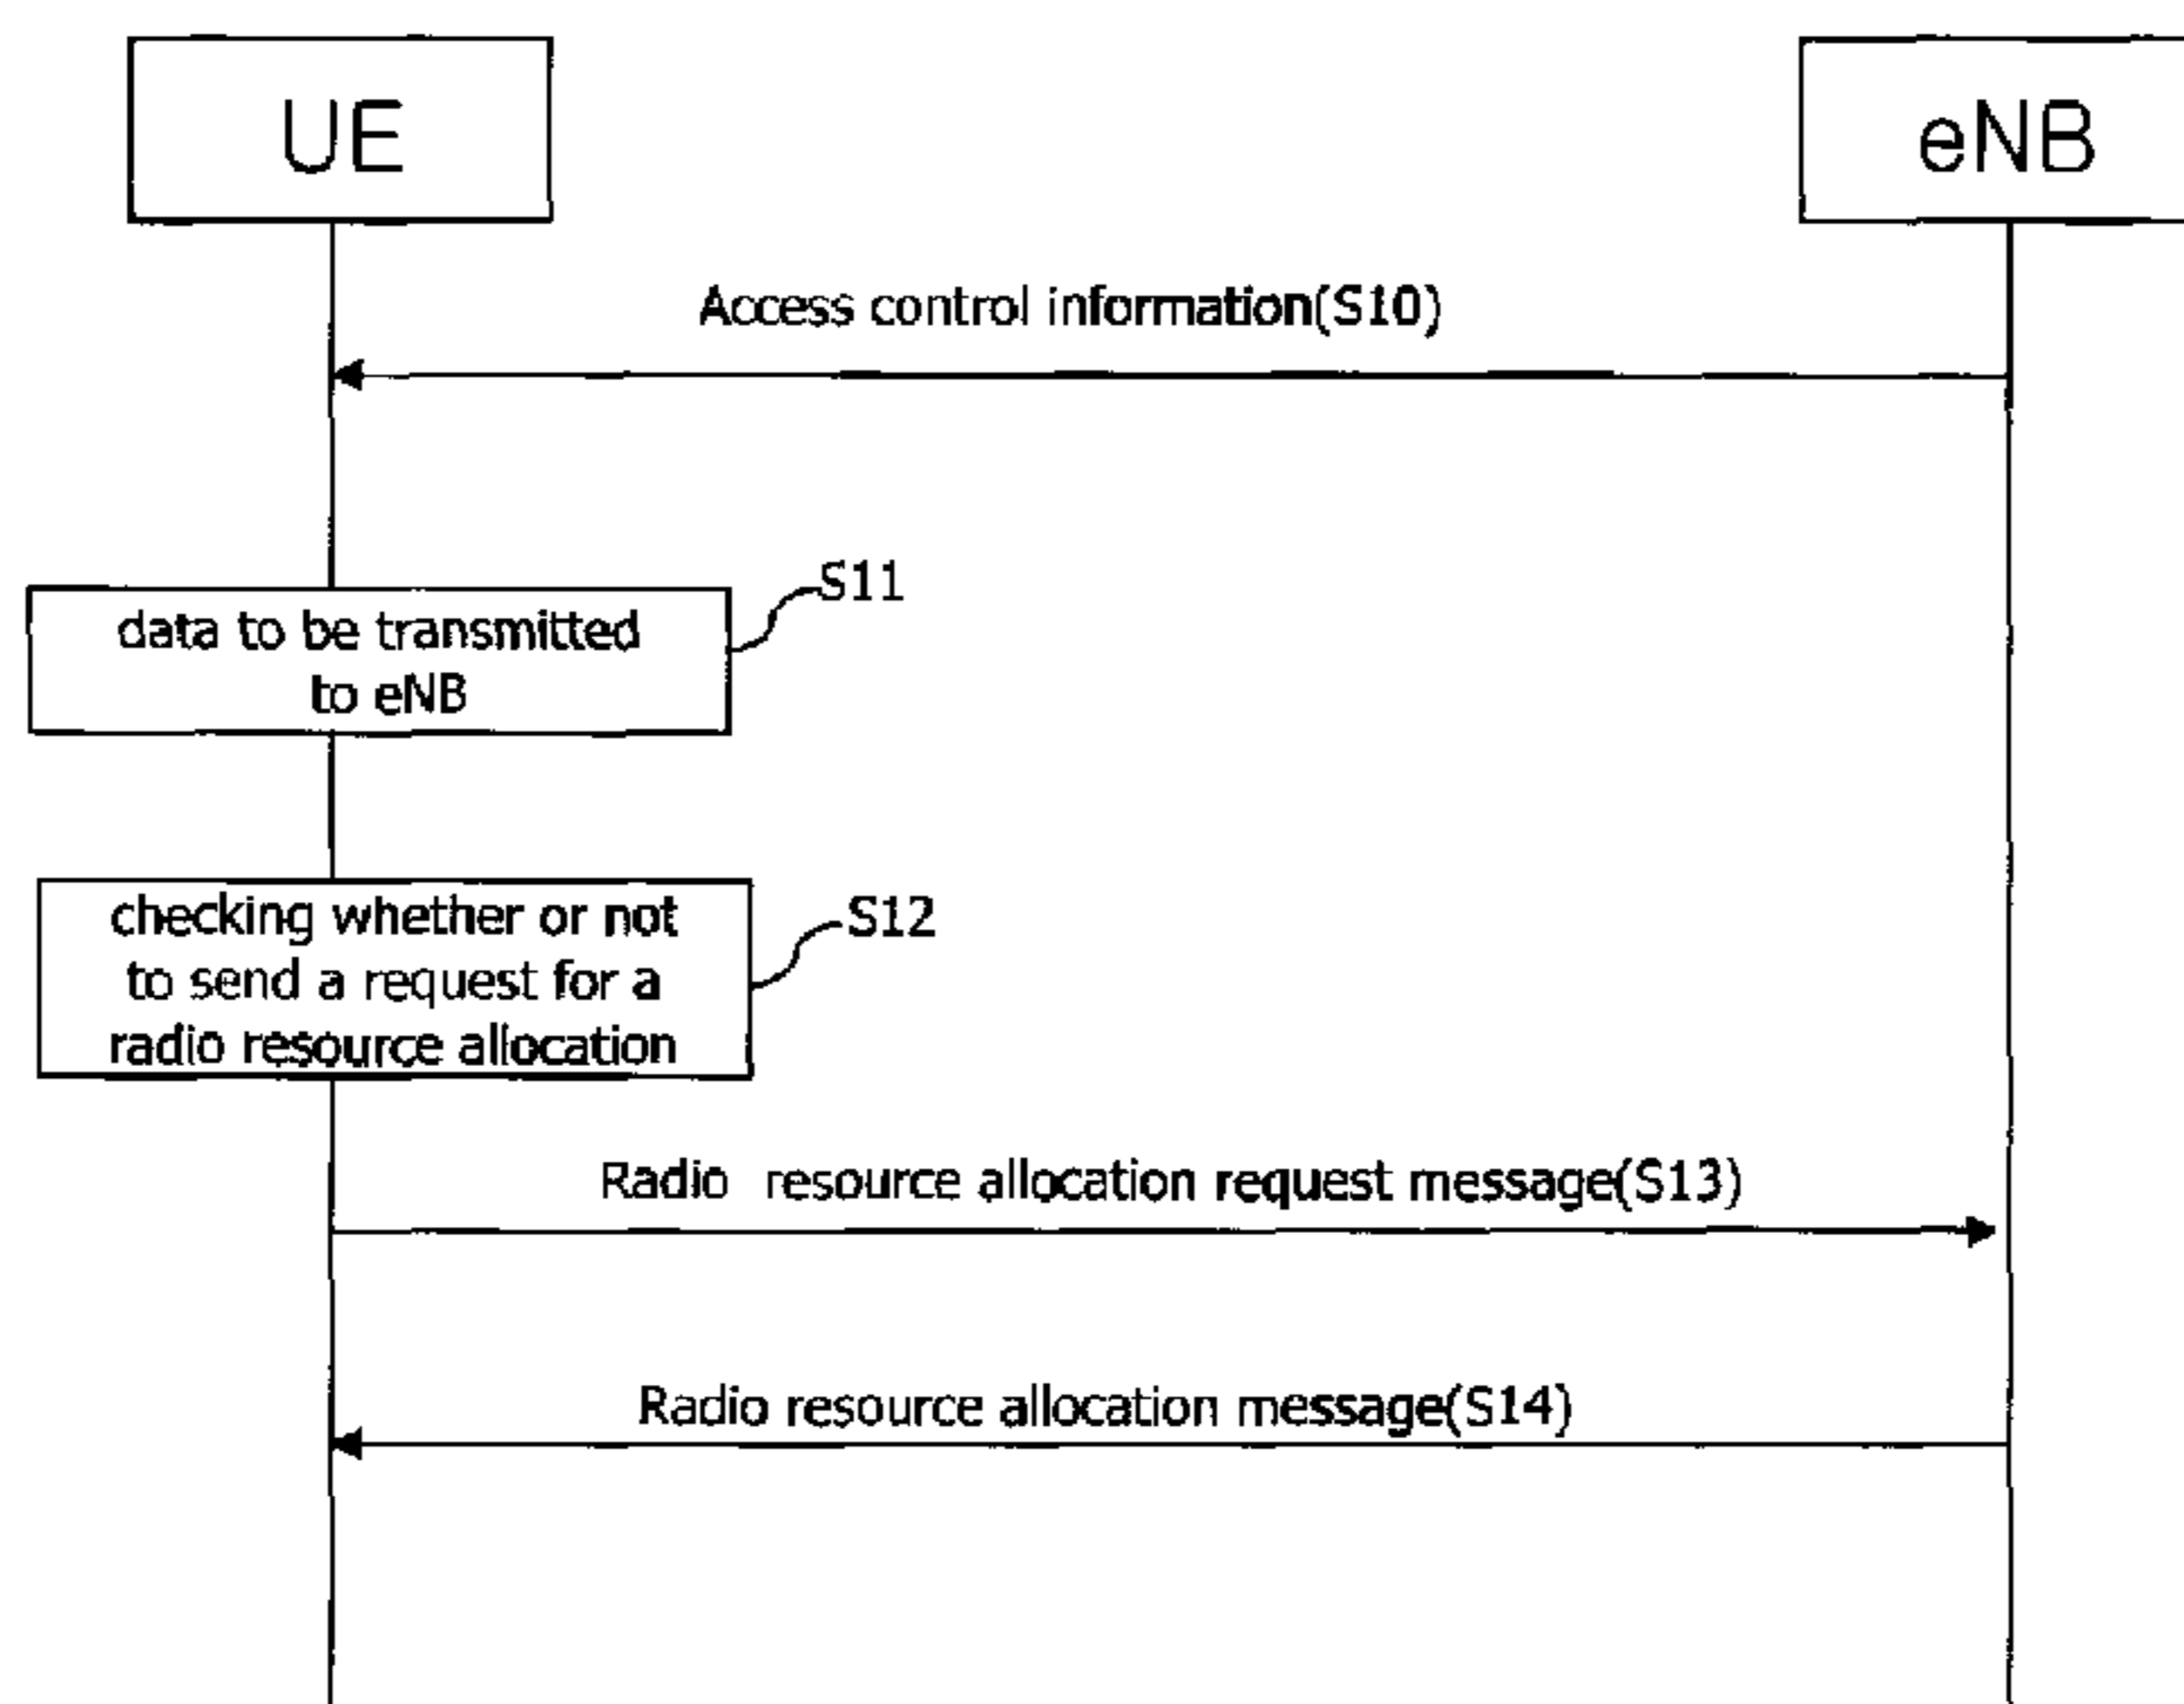 UE
eNB
Access control information(S10)
S11
data to be transmitted
to eNB
S12
checking whether or not
to send a request for a
radio resource allocation
Radio resource allocation request message(S13)
Radio resource allocation message(S14)